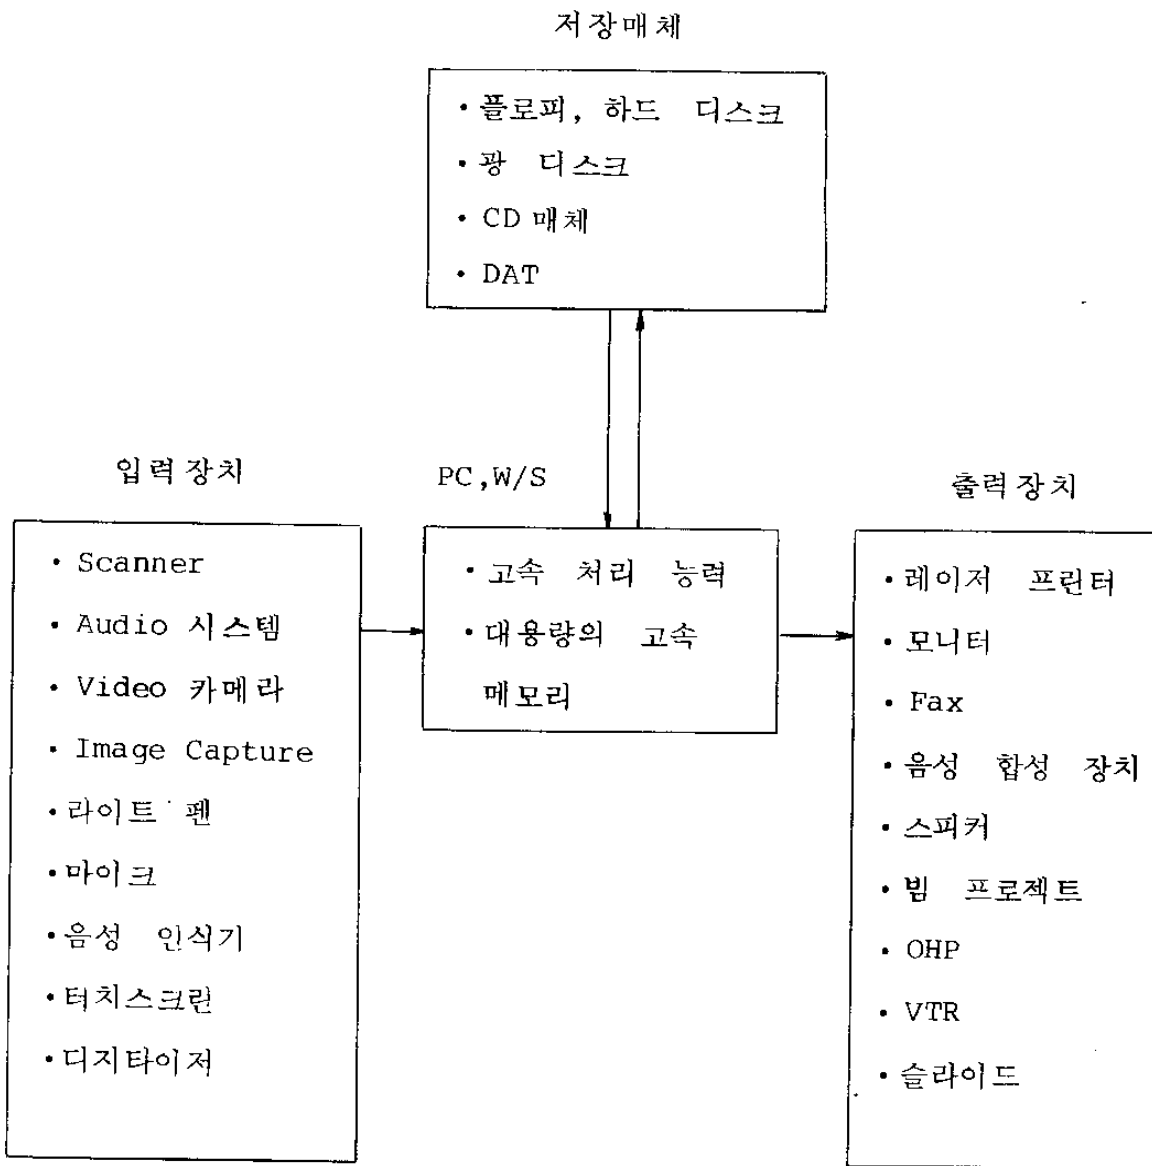 저장매체
· 플로피, 하드 디스크
· 광 디스크
· CD 매체
· DAT
입력장치
· Scanner
· Audio 시스템
· Video 카메라
· Image Capture
· 라이트 펜
· 마이크
· 음성 인식기
· 터치스크린
· 디지타이저
PC,W/S
· 고속 처리 능력
· 대용량의 고속
메모리
출력장치
· 레이저 프린터
· 모니터
· Fax
· 음성 합성 장치
· 스피커
· 빔 프로젝트
· OHP
· VTR
· 슬라이드